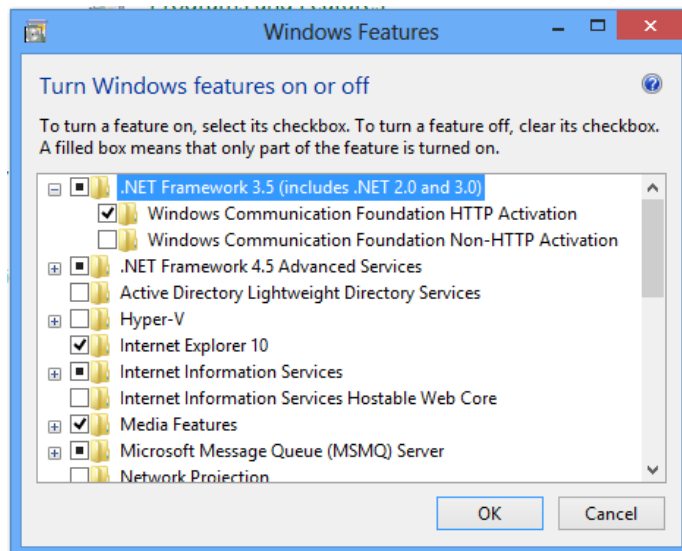 Programs and Features
Windows Features
Turn Windows features on or off
To turn a feature on, select its checkbox. To turn a feature off, clear its checkbox.
A filled box means that only part of the feature is turned on.
.NET Framework 3.5 (includes .NET 2.0 and 3.0)
Windows Communication Foundation HTTP Activation
Windows Communication Foundation Non-HTTP Activation
.NET Framework 4.5 Advanced Services
Active Directory Lightweight Directory Services
Hyper-V
Internet Explorer 10
Internet Information Services
Internet Information Services Hostable Web Core
Media Features
Microsoft Message Queue (MSMQ) Server
Network Projection
OK
Cancel